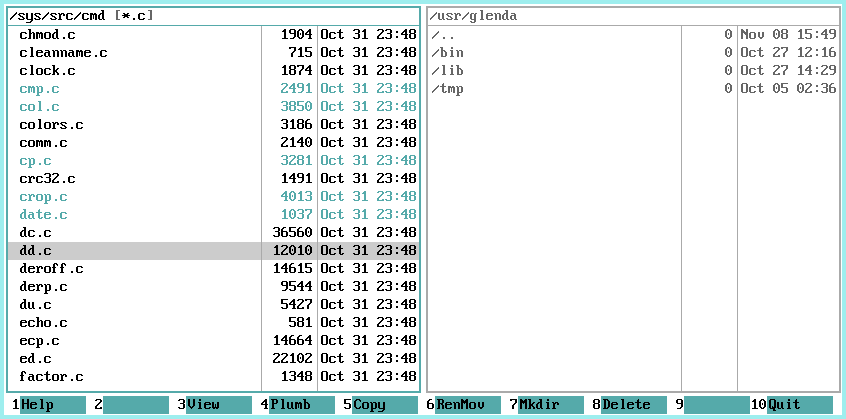 /sys/src/cmd [*.c]
chmod.c 1904 Oct 31 23:48
cleanname.c 715 Oct 31 23:48
clock.c 1874 Oct 31 23:48
cmp.c 2491 Oct 31 23:48
col.c 3850 Oct 31 23:48
colors.c 3186 Oct 31 23:48
comm.c 2140 Oct 31 23:48
cp.c 3281 Oct 31 23:48
crc32.c 1491 Oct 31 23:48
crop.c 4013 Oct 31 23:48
date.c 1037 Oct 31 23:48
dc.c 36560 Oct 31 23:48
dd.c 12010 Oct 31 23:48
deroff.c 14615 Oct 31 23:48
derp.c 9544 Oct 31 23:48
du.c 5427 Oct 31 23:48
echo.c 581 Oct 31 23:48
ecp.c 14664 Oct 31 23:48
ed.c 22102 Oct 31 23:48
factor.c 1348 Oct 31 23:48
/usr/glenda
/.. 0 Nov 08 15:49
/bin 0 Oct 27 12:16
/lib 0 Oct 27 14:29
/tmp 0 Oct 05 02:36
1Help 2 3View 4Plumb 5Copy 6RenMov 7Mkdir 8Delete 9 10Quit